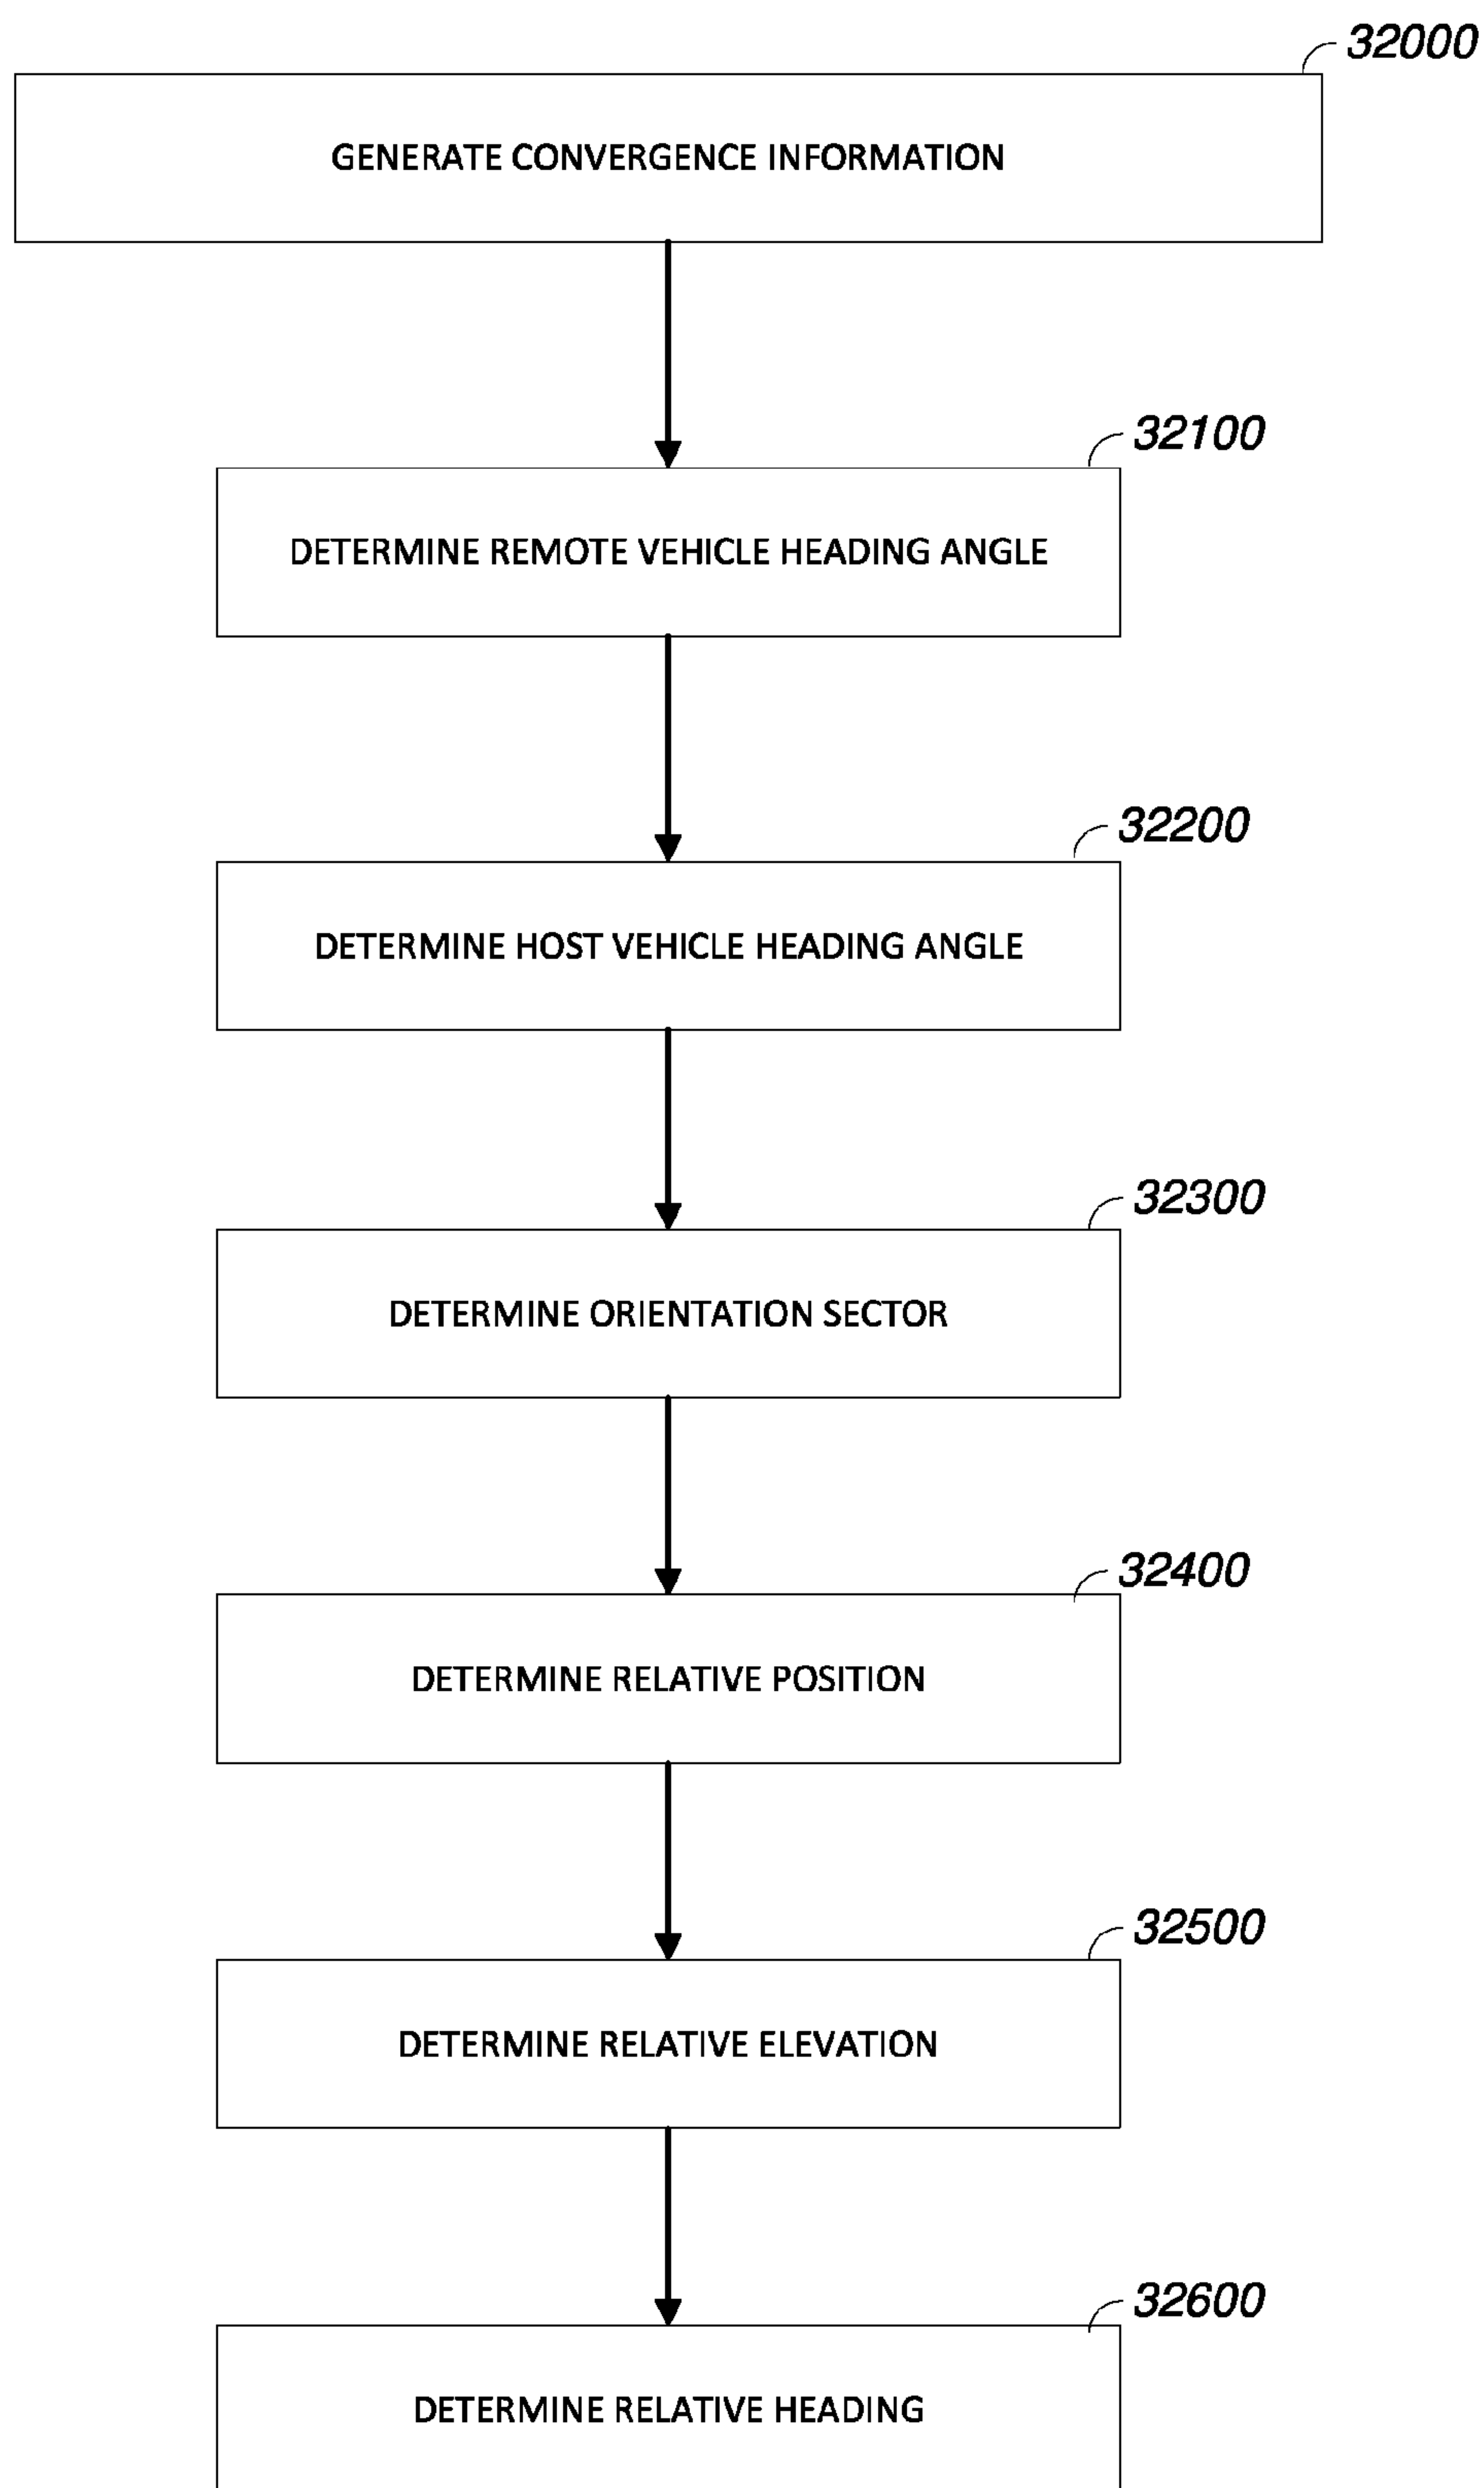 32000
GENERATE CONVERGENCE INFORMATION
32100
DETERMINE REMOTE VEHICLE HEADING ANGLE
32200
DETERMINE HOST VEHICLE HEADING ANGLE
32300
DETERMINE ORIENTATION SECTOR
32400
DETERMINE RELATIVE POSITION
32500
DETERMINE RELATIVE ELEVATION
32600
DETERMINE RELATIVE HEADING